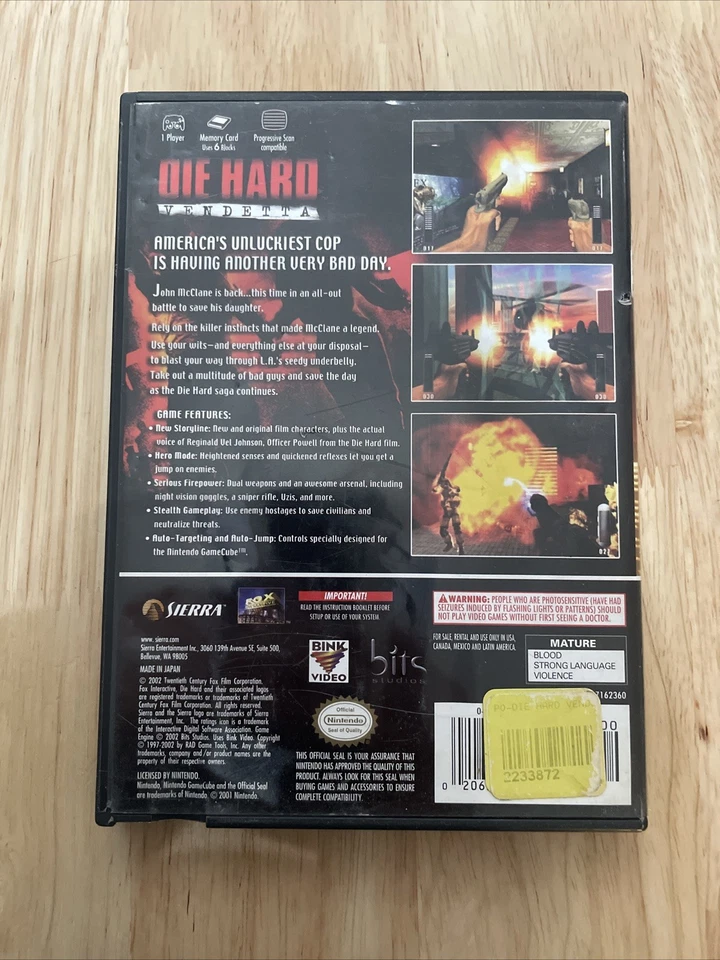 1 Player
Memory Card
Uses 6 Blocks
Progressive Scan
compatible
DIE HARD
VENDETTA
AMERICA'S UNLUCKIEST COP
IS HAVING ANOTHER VERY BAD DAY.
John McClane is back...this time in an all-out
battle to save his daughter.
Rely on the killer instincts that made McClane a legend.
Use your wits—and everything else at your disposal—
to blast your way through L.A.'s seedy underbelly.
Take out a multitude of bad guys and save the day
as the Die Hard saga continues.
GAME FEATURES:
• New Storyline: New and original film characters, plus the actual
voice of Reginald Vel Johnson, Officer Powell from the Die Hard film.
• Hero Mode: Heightened senses and quickened reflexes let you get a
jump on enemies.
• Serious Firepower: Dual weapons and an awesome arsenal, including
night vision goggles, a sniper rifle, Uzis, and more.
• Stealth Gameplay: Use enemy hostages to save civilians and
neutralize threats.
• Auto-Targeting and Auto-Jump: Controls specially designed for
the Nintendo GameCube™.
017
030
030
027
SIERRA™
FOX
INTERACTIVE
IMPORTANT!
READ THE INSTRUCTION BOOKLET BEFORE
SETUP OR USE OF YOUR SYSTEM.
WARNING: PEOPLE WHO ARE PHOTOSENSITIVE (HAVE HAD
SEIZURES INDUCED BY FLASHING LIGHTS OR PATTERNS) SHOULD
NOT PLAY VIDEO GAMES WITHOUT FIRST SEEING A DOCTOR.
www.sierra.com
Sierra Entertainment Inc., 3060 139th Avenue SE, Suite 500,
Bellevue, WA 98005
MADE IN JAPAN
© 2002 Twentieth Century Fox Film Corporation.
Fox Interactive, Die Hard and their associated logos
are registered trademarks or trademarks of Twentieth
Century Fox Film Corporation. All rights reserved.
Sierra and the Sierra logo are trademarks of Sierra
Entertainment, Inc. The ratings icon is a trademark
of the Interactive Digital Software Association. Game
Engine © 2002 Bits Studios. Uses Bink Video. Copyright
© 1997-2002 by RAD Game Tools, Inc. Any other
trademarks, company and/or product names are the
property of their respective owners.
LICENSED BY NINTENDO.
Nintendo, Nintendo GameCube and the Official Seal
are trademarks of Nintendo. © 2001 Nintendo.
BINK
VIDEO
bits
studios
Official
Nintendo
Seal of Quality
THIS OFFICIAL SEAL IS YOUR ASSURANCE THAT
NINTENDO HAS APPROVED THE QUALITY OF THIS
PRODUCT. ALWAYS LOOK FOR THIS SEAL WHEN
BUYING GAMES AND ACCESSORIES TO ENSURE
COMPLETE COMPATIBILITY.
FOR SALE, RENTAL AND USE ONLY IN USA,
CANADA, MEXICO AND LATIN AMERICA.
MATURE
BLOOD
STRONG LANGUAGE
VIOLENCE
7162360
PO-DIE HARD VEN
2233872
0 206
00